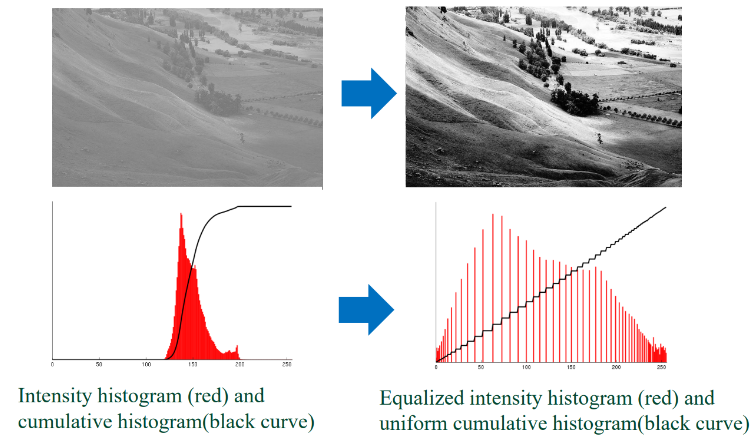 0 50 100 150 200 250
0 50 100 150 200 250
Intensity histogram (red) and
cumulative histogram(black curve)
Equalized intensity histogram (red) and
uniform cumulative histogram(black curve)